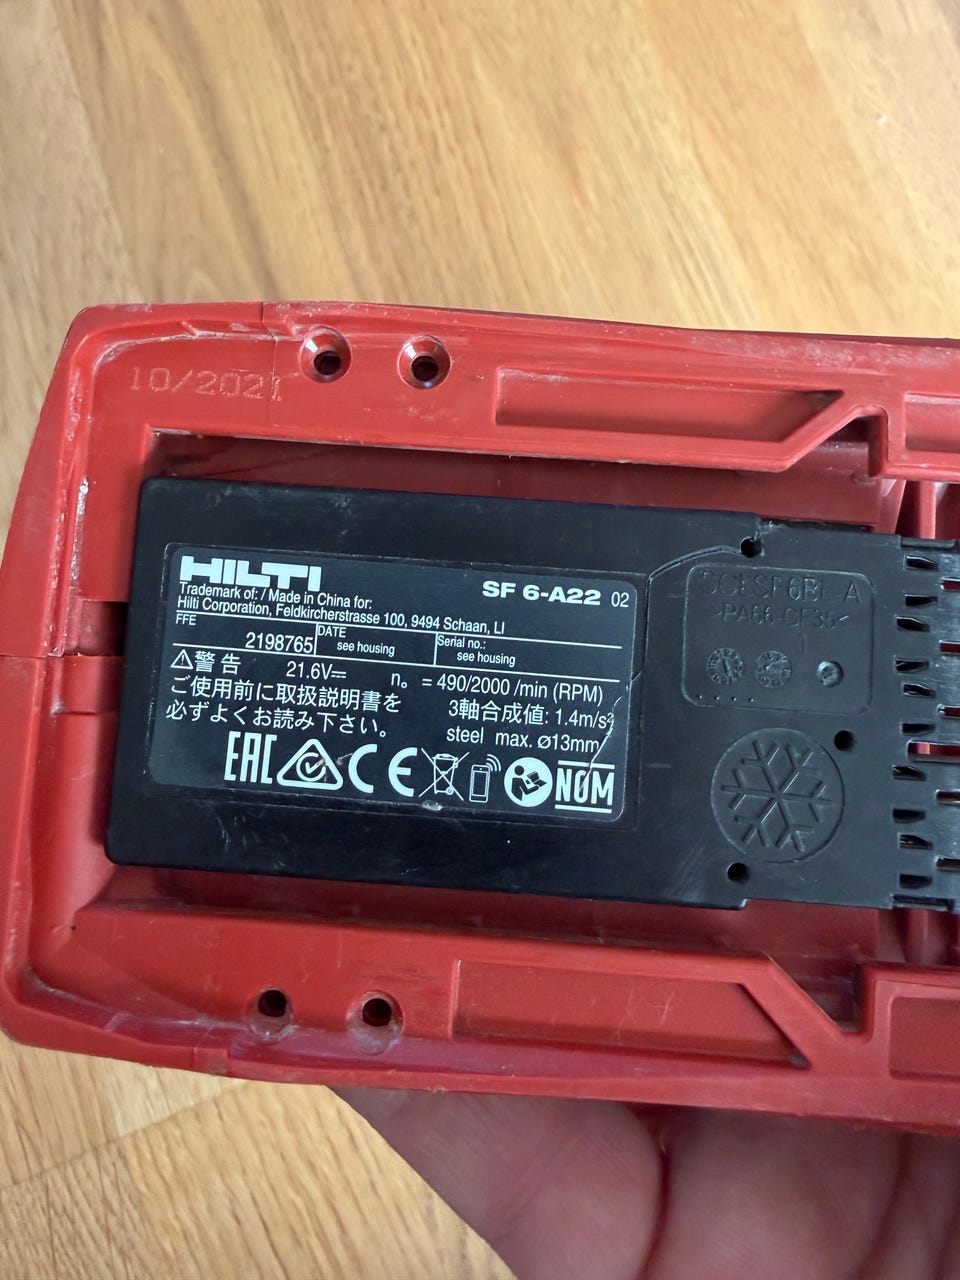 10/2021
HILTI
SF 6-A22 02
Trademark of: / Made in China for:
Hilti Corporation, Feldkircherstrasse 100, 9494 Schaan, LI
FFE
2198765
DATE
see housing
Serial no.:
see housing
⚠警告 21.6V⎓ n₀ = 490/2000 /min (RPM)
ご使用前に取扱説明書を
必ずよくお読み下さい。
3軸合成値: 1.4m/s²
steel max. ø13mm
EAC CE NOM
>PA66-GF35<